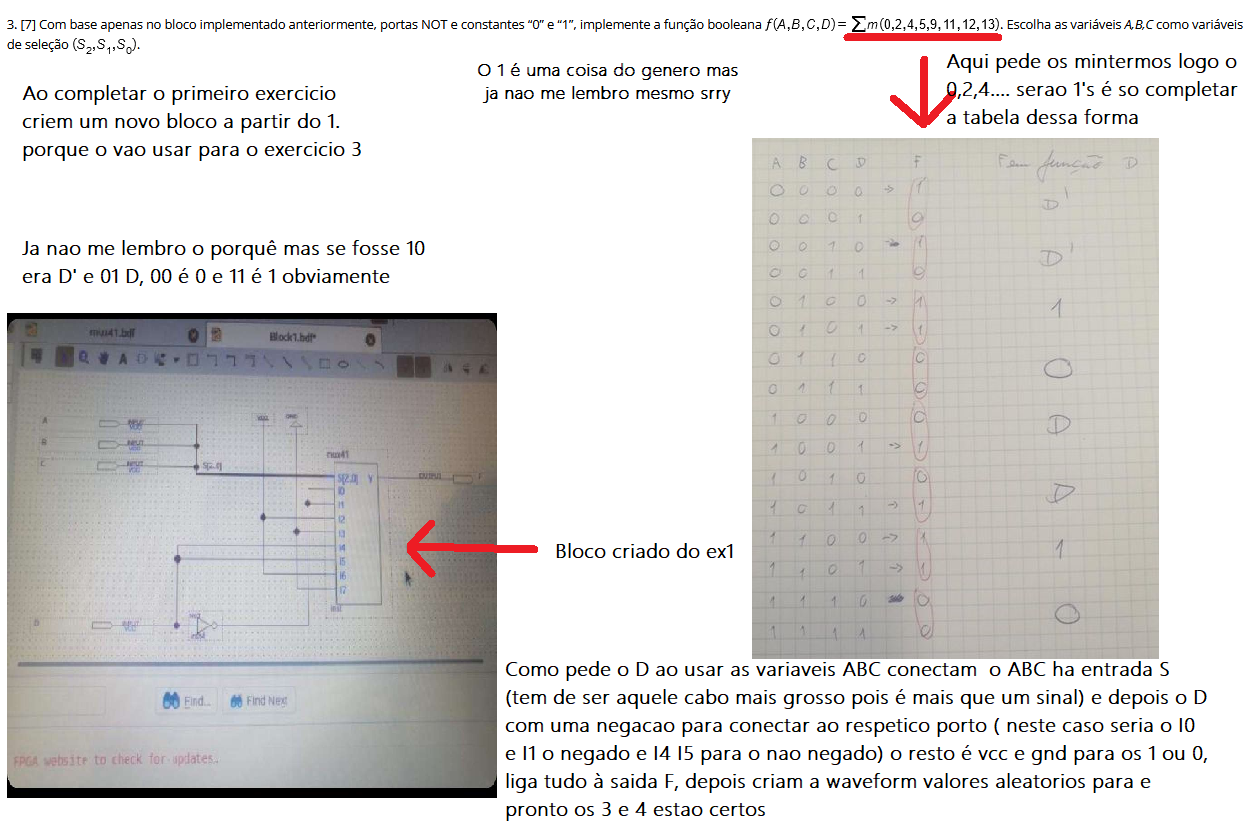 3. [7] Com base apenas no bloco implementado anteriormente, portas NOT e constantes “0” e “1”, implemente a função booleana f(A,B,C,D)=∑m(0,2,4,5,9,11,12,13). Escolha as variáveis A,B,C como variáveis
de seleção (S₂,S₁,S₀).
Ao completar o primeiro exercicio
criem um novo bloco a partir do 1.
porque o vao usar para o exercicio 3
O 1 é uma coisa do genero mas
ja nao me lembro mesmo srry
Aqui pede os mintermos logo o
0,2,4.... serao 1's é so completar
a tabela dessa forma
Ja nao me lembro o porquê mas se fosse 10
era D' e 01 D, 00 é 0 e 11 é 1 obviamente
A B C D F F em função D
0 0 0 0 -> 1 D'
0 0 0 1 0
0 0 1 0 -> 1 D'
0 0 1 1 0
0 1 0 0 -> 1 1
0 1 0 1 -> 1
0 1 1 0 0 0
0 1 1 1 0
1 0 0 0 0 D
1 0 0 1 -> 1
1 0 1 0 0 D
1 0 1 1 -> 1
1 1 0 0 -> 1 1
1 1 0 1 -> 1
1 1 1 0 0 0
1 1 1 1 0
mux41.bdf Block1.bdf*
A INPUT VCC
B INPUT VCC
C INPUT VCC
VCC GND
S[2..0]
mux41
S[2..0] Y
OUTPUT F
I0
I1
I2
I3
I4
I5
I6
I7
inst
D INPUT VCC
NOT
Find... Find Next
FPGA website to check for updates.
Bloco criado do ex1
Como pede o D ao usar as variaveis ABC conectam o ABC ha entrada S
(tem de ser aquele cabo mais grosso pois é mais que um sinal) e depois o D
com uma negacao para conectar ao respetico porto ( neste caso seria o I0
e I1 o negado e I4 I5 para o nao negado) o resto é vcc e gnd para os 1 ou 0,
liga tudo à saida F, depois criam a waveform valores aleatorios para e
pronto os 3 e 4 estao certos